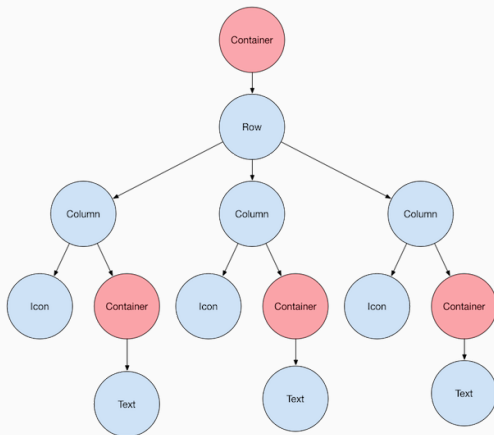 Container
Row
Column
Column
Column
Icon
Container
Icon
Container
Icon
Container
Text
Text
Text